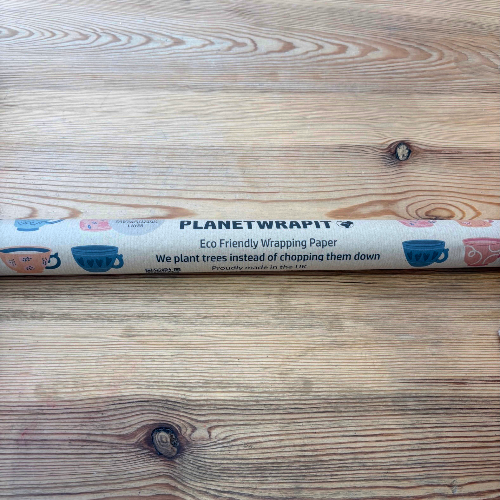 PLANETWRAPIT
Eco Friendly Wrapping Paper
We plant trees instead of chopping them down
Proudly made in the UK